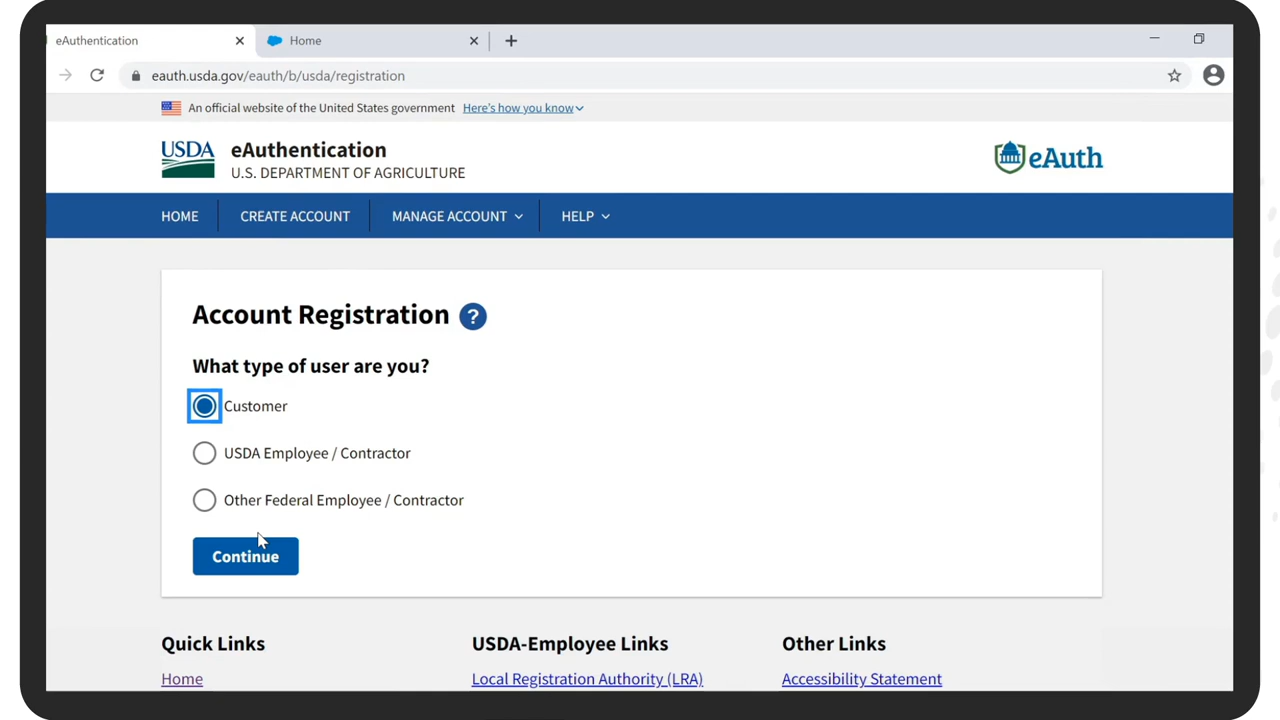 eAuthentication
Home
eauth.usda.gov/eauth/b/usda/registration
An official website of the United States government Here's how you know
USDA
eAuthentication
U.S. DEPARTMENT OF AGRICULTURE
eAuth
HOME
CREATE ACCOUNT
MANAGE ACCOUNT
HELP
Account Registration ?
What type of user are you?
Customer
USDA Employee / Contractor
Other Federal Employee / Contractor
Continue
Quick Links
USDA-Employee Links
Other Links
Home
Local Registration Authority (LRA)
Accessibility Statement